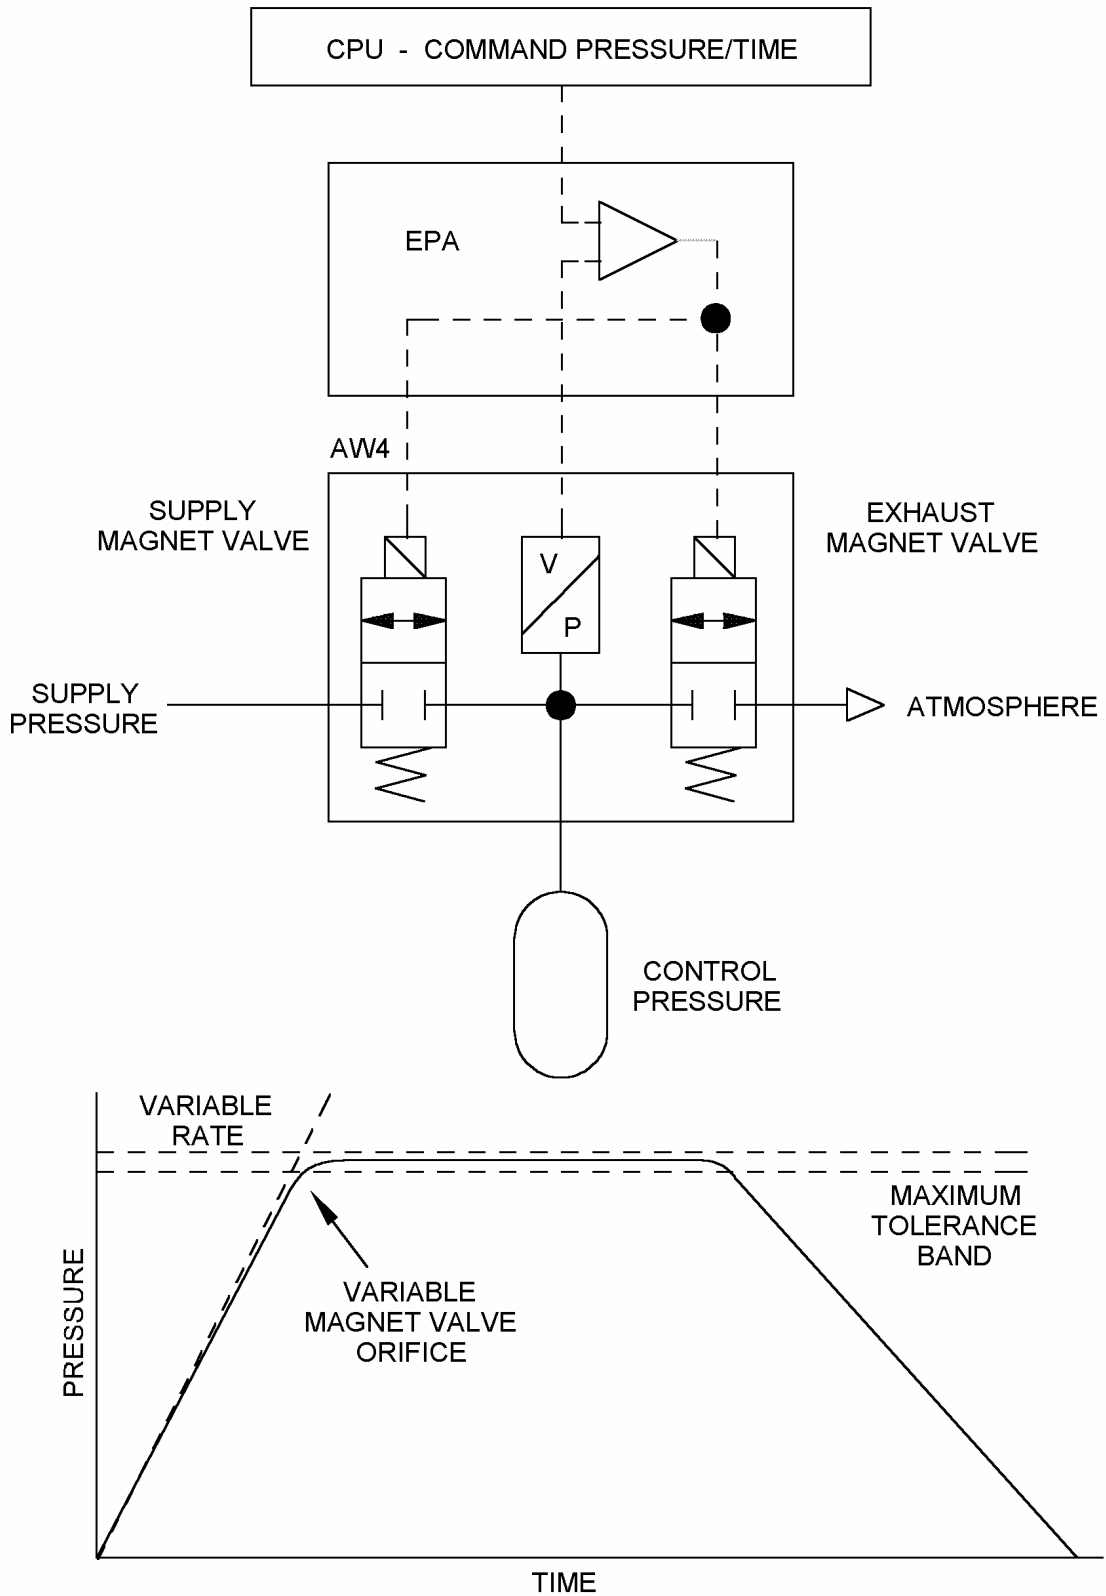 CPU - COMMAND PRESSURE/TIME
EPA
AW4
SUPPLY
MAGNET VALVE
EXHAUST
MAGNET VALVE
V
P
SUPPLY
PRESSURE
ATMOSPHERE
CONTROL
PRESSURE
VARIABLE
RATE
MAXIMUM
TOLERANCE
BAND
VARIABLE
MAGNET VALVE
ORIFICE
PRESSURE
TIME